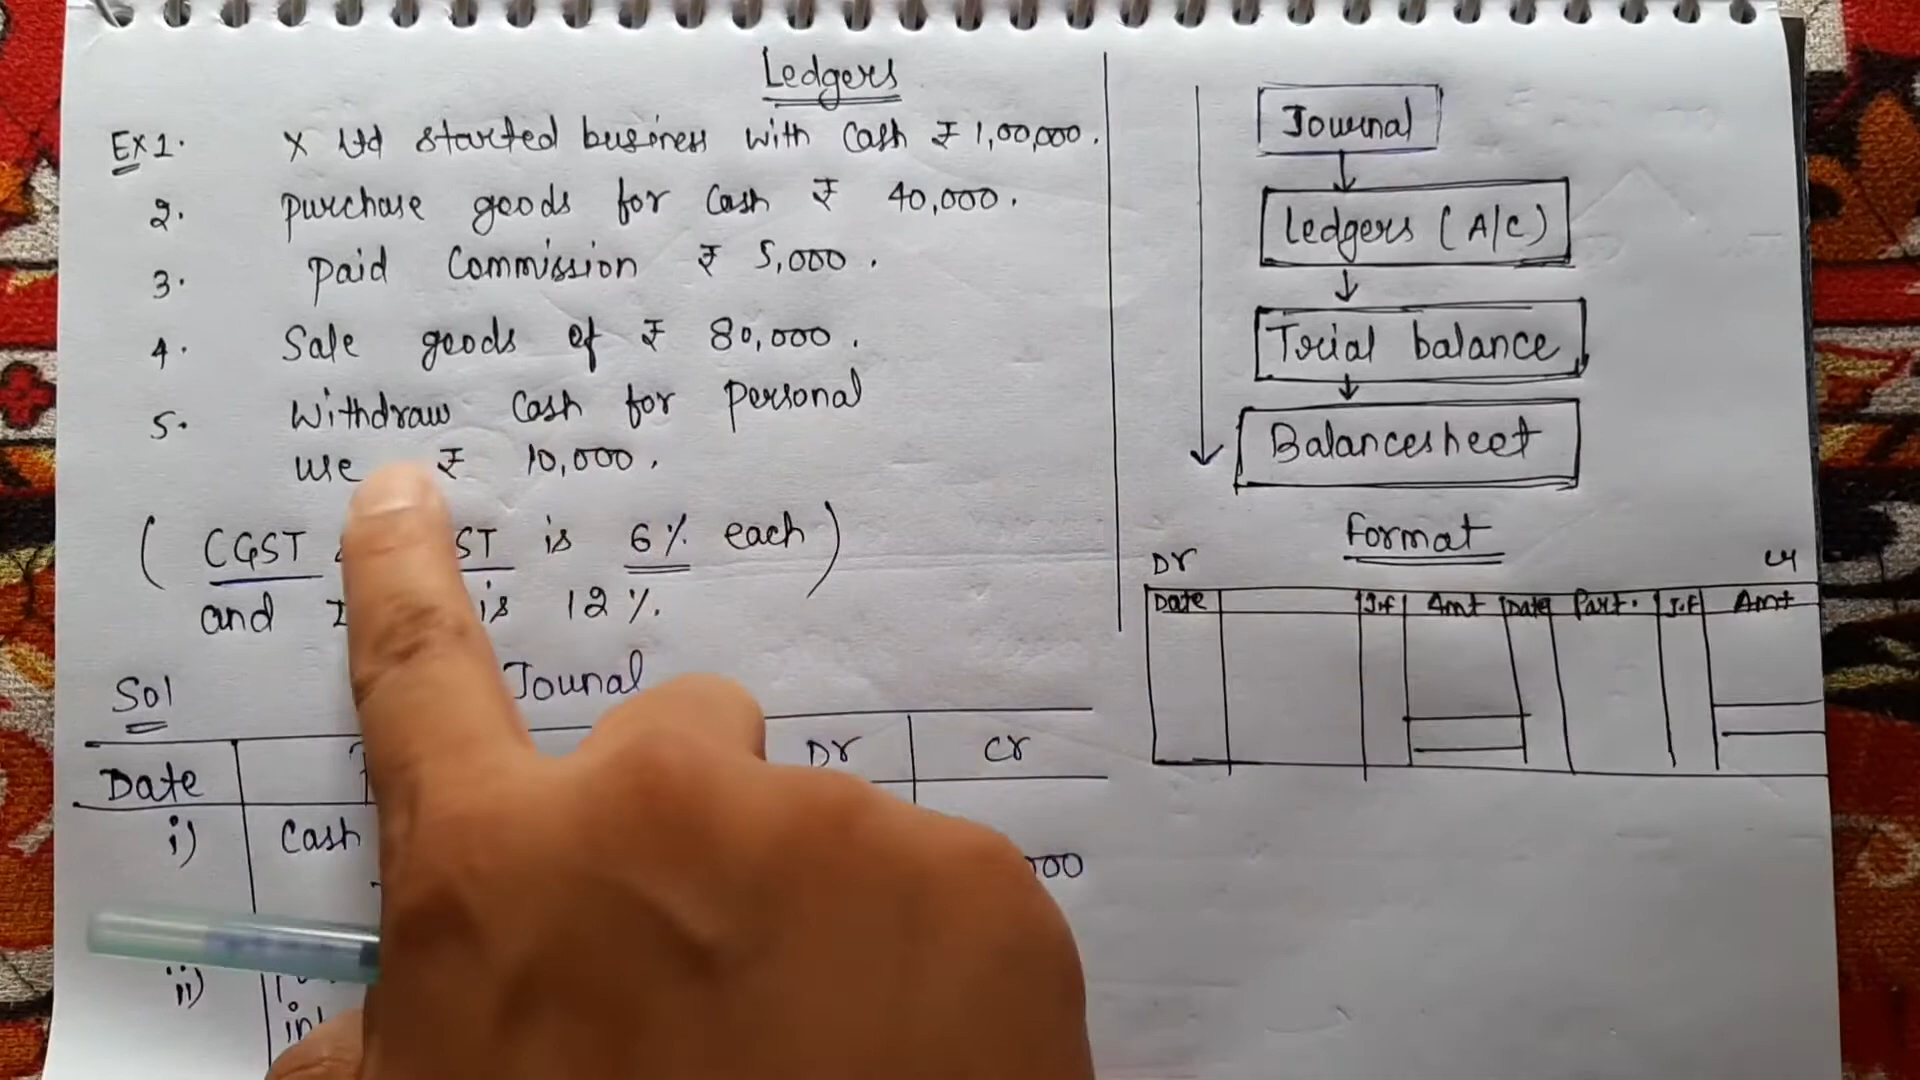 Ledgers
Ex 1. X Ltd started business with Cash ₹ 1,00,000.
2. purchase goods for Cash ₹ 40,000.
3. paid Commission ₹ 5,000.
4. Sale goods of ₹ 80,000.
5. Withdraw Cash for personal
use ₹ 10,000.
( CGST ST is 6% each )
and is 12%.
Sol Jounal
Date Dr Cr
i) Cash
000
ii)
Journal
Ledgers (A/C)
Trial balance
Balancesheet
Format
Dr Cr
Date J.F Amt Date Part. J.F Amt